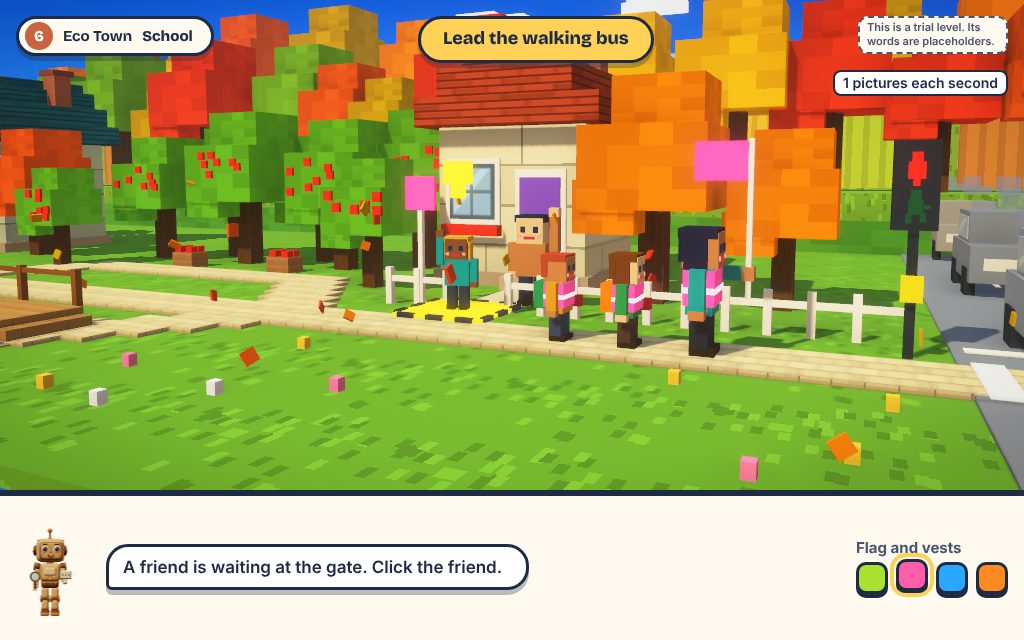 6 Eco Town School
Lead the walking bus
This is a trial level. Its
words are placeholders.
1 pictures each second
A friend is waiting at the gate. Click the friend.
Flag and vests